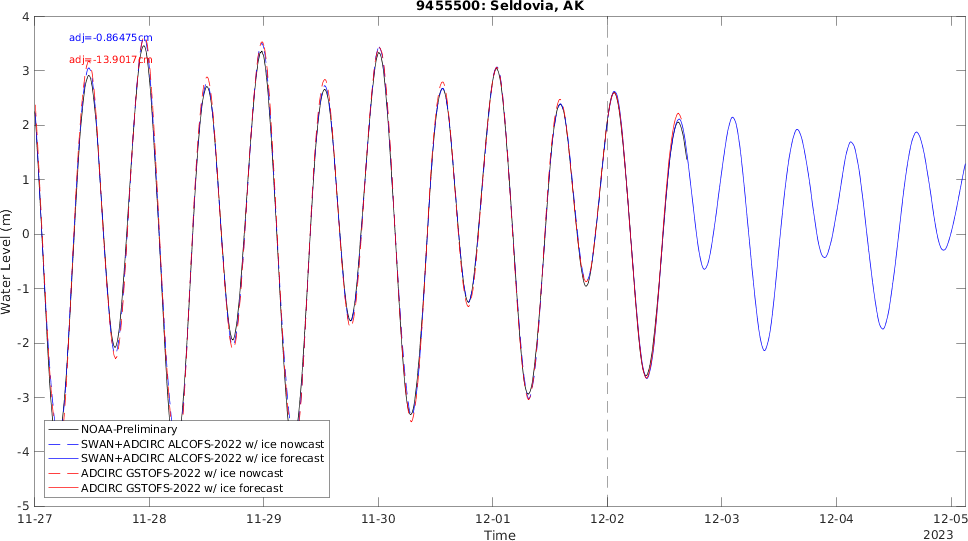 9455500: Seldovia, AK
adj=-0.86475cm
adj=-13.9017cm
Water Level (m)
4
3
2
1
0
-1
-2
-3
-4
-5
NOAA-Preliminary
SWAN+ADCIRC ALCOFS-2022 w/ ice nowcast
SWAN+ADCIRC ALCOFS-2022 w/ ice forecast
ADCIRC GSTOFS-2022 w/ ice nowcast
ADCIRC GSTOFS-2022 w/ ice forecast
11-27 11-28 11-29 11-30 12-01 12-02 12-03 12-04 12-05
Time
2023